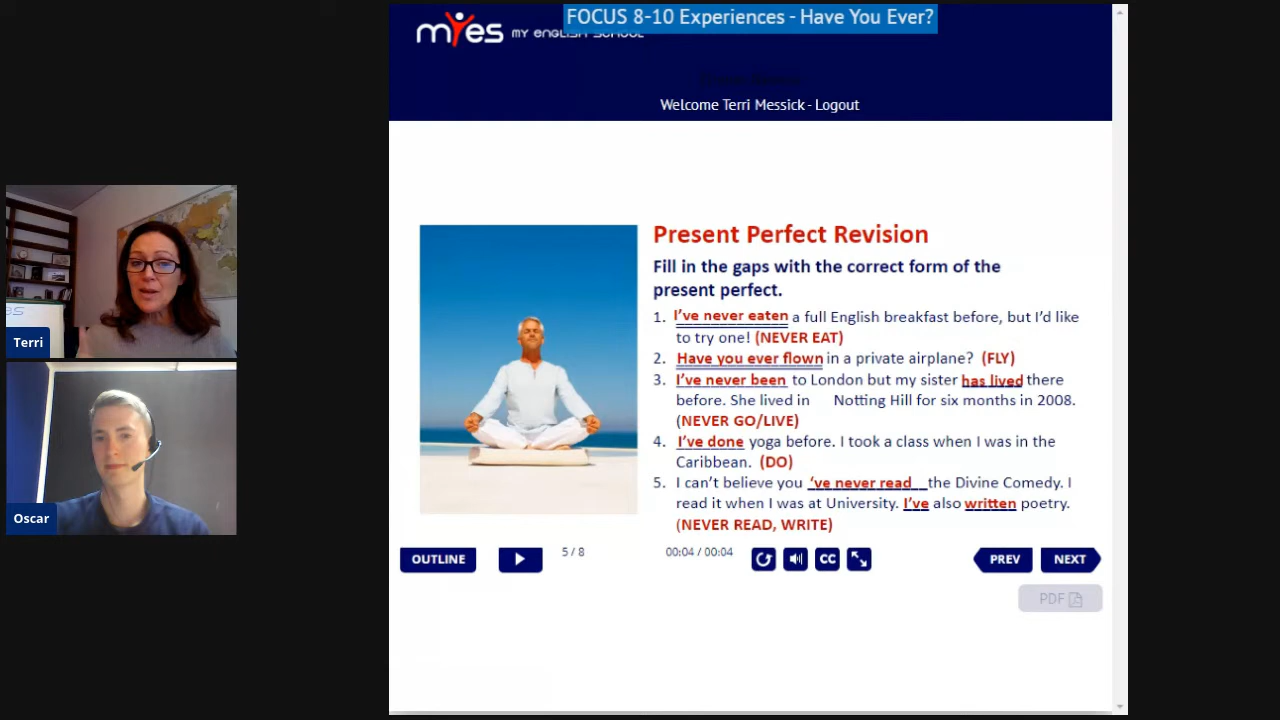 FOCUS 8-10 Experiences - Have You Ever?
myes MY ENGLISH SCHOOL
Welcome Terri Messick - Logout
Present Perfect Revision
Fill in the gaps with the correct form of the
present perfect.
1. I've never eaten a full English breakfast before, but I'd like
to try one! (NEVER EAT)
2. Have you ever flown in a private airplane? (FLY)
3. I've never been to London but my sister has lived there
before. She lived in Notting Hill for six months in 2008.
(NEVER GO/LIVE)
4. I've done yoga before. I took a class when I was in the
Caribbean. (DO)
5. I can't believe you 've never read the Divine Comedy. I
read it when I was at University. I've also written poetry.
(NEVER READ, WRITE)
OUTLINE
5 / 8
00:04 / 00:04
CC
PREV
NEXT
PDF
Terri
Oscar